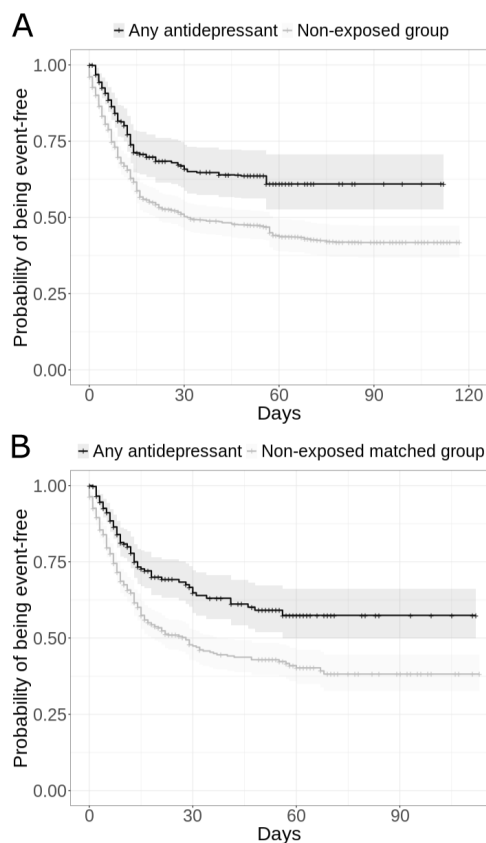 A
Any antidepressant Non-exposed group
1.00
0.75
0.50
0.25
0.00
Probability of being event-free
0 30 60 90 120
Days
B
Any antidepressant Non-exposed matched group
1.00
0.75
0.50
0.25
0.00
Probability of being event-free
0 30 60 90
Days